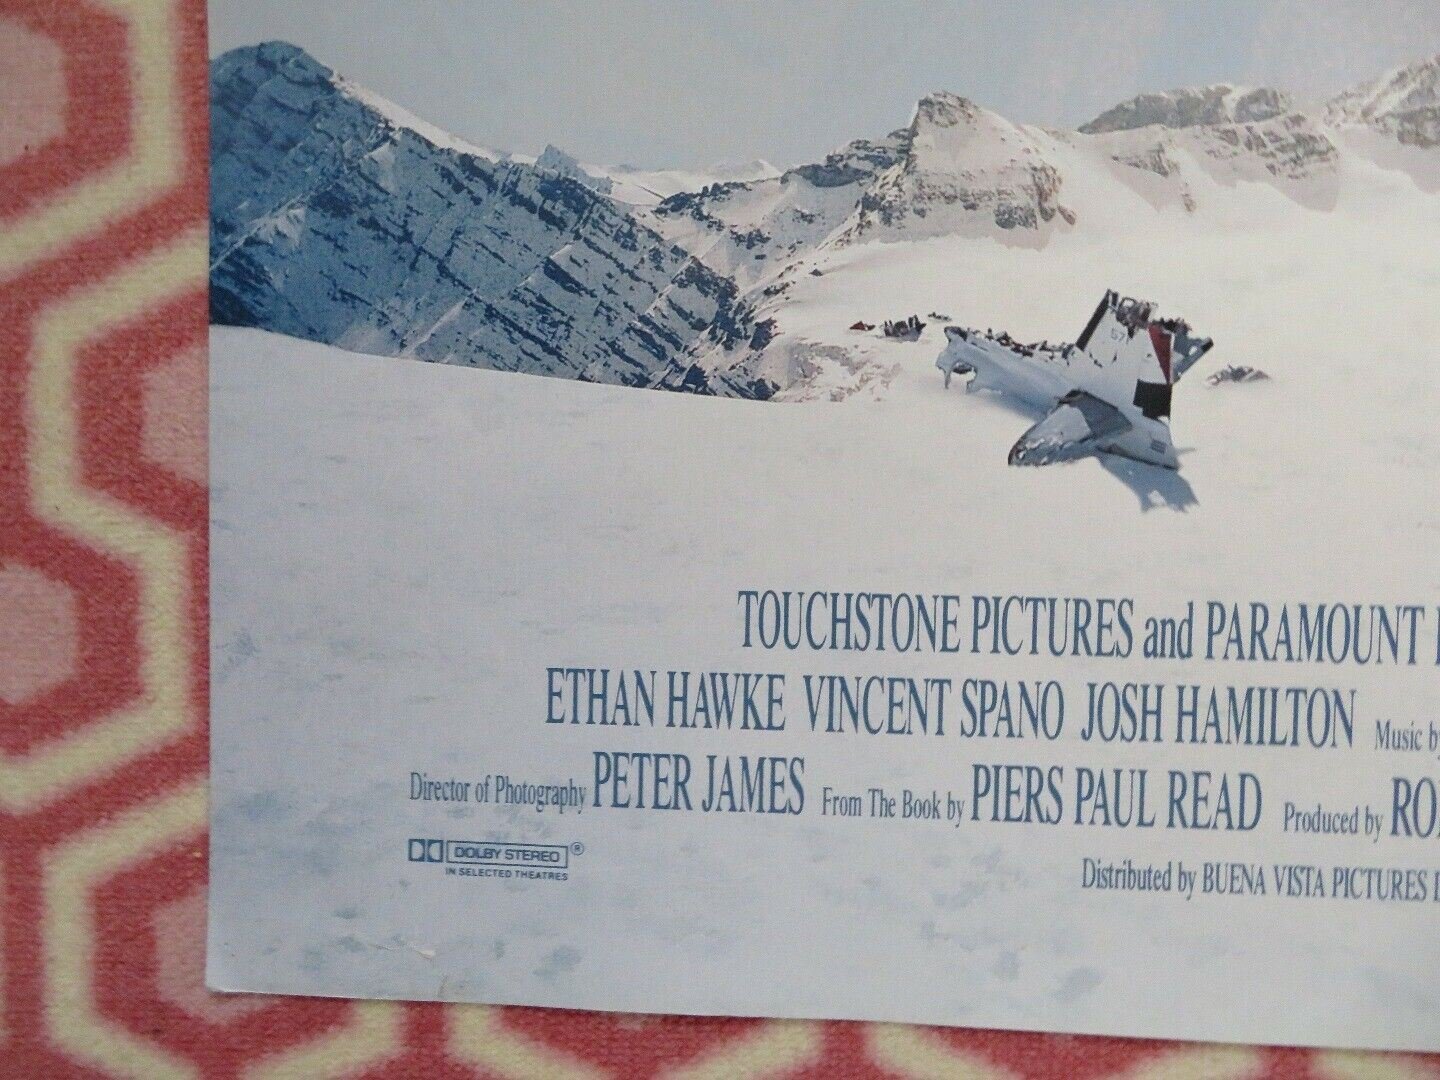 57
TOUCHSTONE PICTURES and PARAMOUNT
ETHAN HAWKE VINCENT SPANO JOSH HAMILTON Music by
Director of Photography PETER JAMES From The Book by PIERS PAUL READ Produced by
DOLBY STEREO ®
IN SELECTED THEATRES
Distributed by BUENA VISTA PICTURES